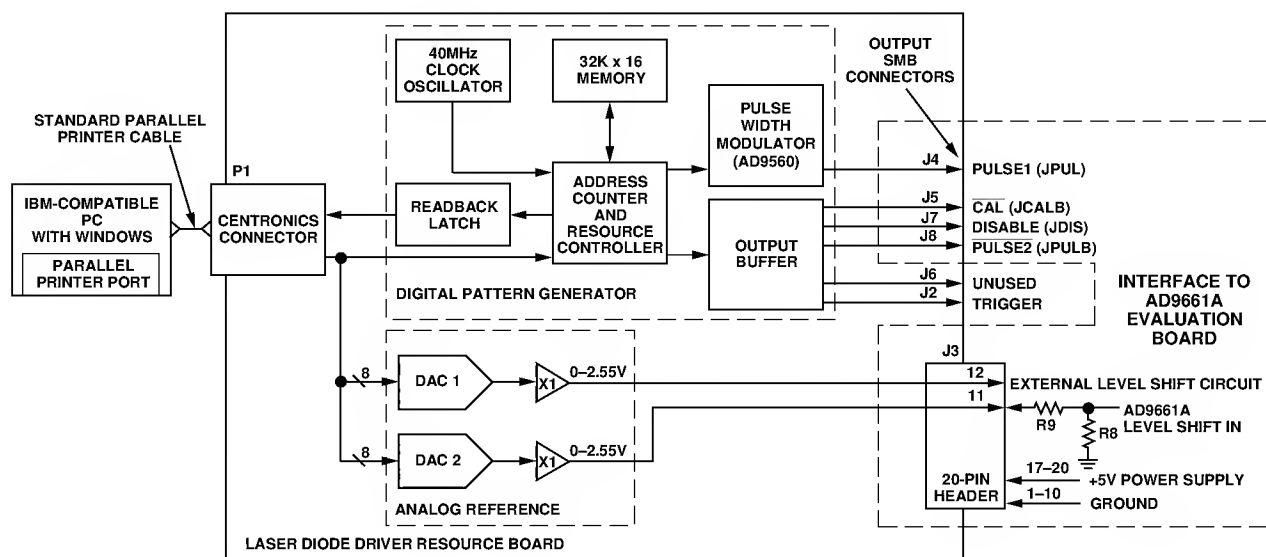 40MHz
CLOCK
OSCILLATOR
32K x 16
MEMORY
OUTPUT
SMB
CONNECTORS
STANDARD PARALLEL
PRINTER CABLE
PULSE
WIDTH
MODULATOR
(AD9560)
P1
J4
PULSE1 (JPUL)
IBM-COMPATIBLE
PC
WITH WINDOWS
PARALLEL
PRINTER PORT
CENTRONICS
CONNECTOR
READBACK
LATCH
ADDRESS
COUNTER
AND
RESOURCE
CONTROLLER
OUTPUT
BUFFER
J5
CAL (JCALB)
J7
DISABLE (JDIS)
J8
PULSE2 (JPULB)
J6
UNUSED
J2
TRIGGER
DIGITAL PATTERN GENERATOR
INTERFACE TO
AD9661A
EVALUATION
BOARD
J3
8
DAC 1
X1
0–2.55V
12
EXTERNAL LEVEL SHIFT CIRCUIT
11
R9
AD9661A
LEVEL SHIFT IN
R8
8
DAC 2
X1
0–2.55V
20-PIN
HEADER
17–20
+5V POWER SUPPLY
1–10
GROUND
ANALOG REFERENCE
LASER DIODE DRIVER RESOURCE BOARD